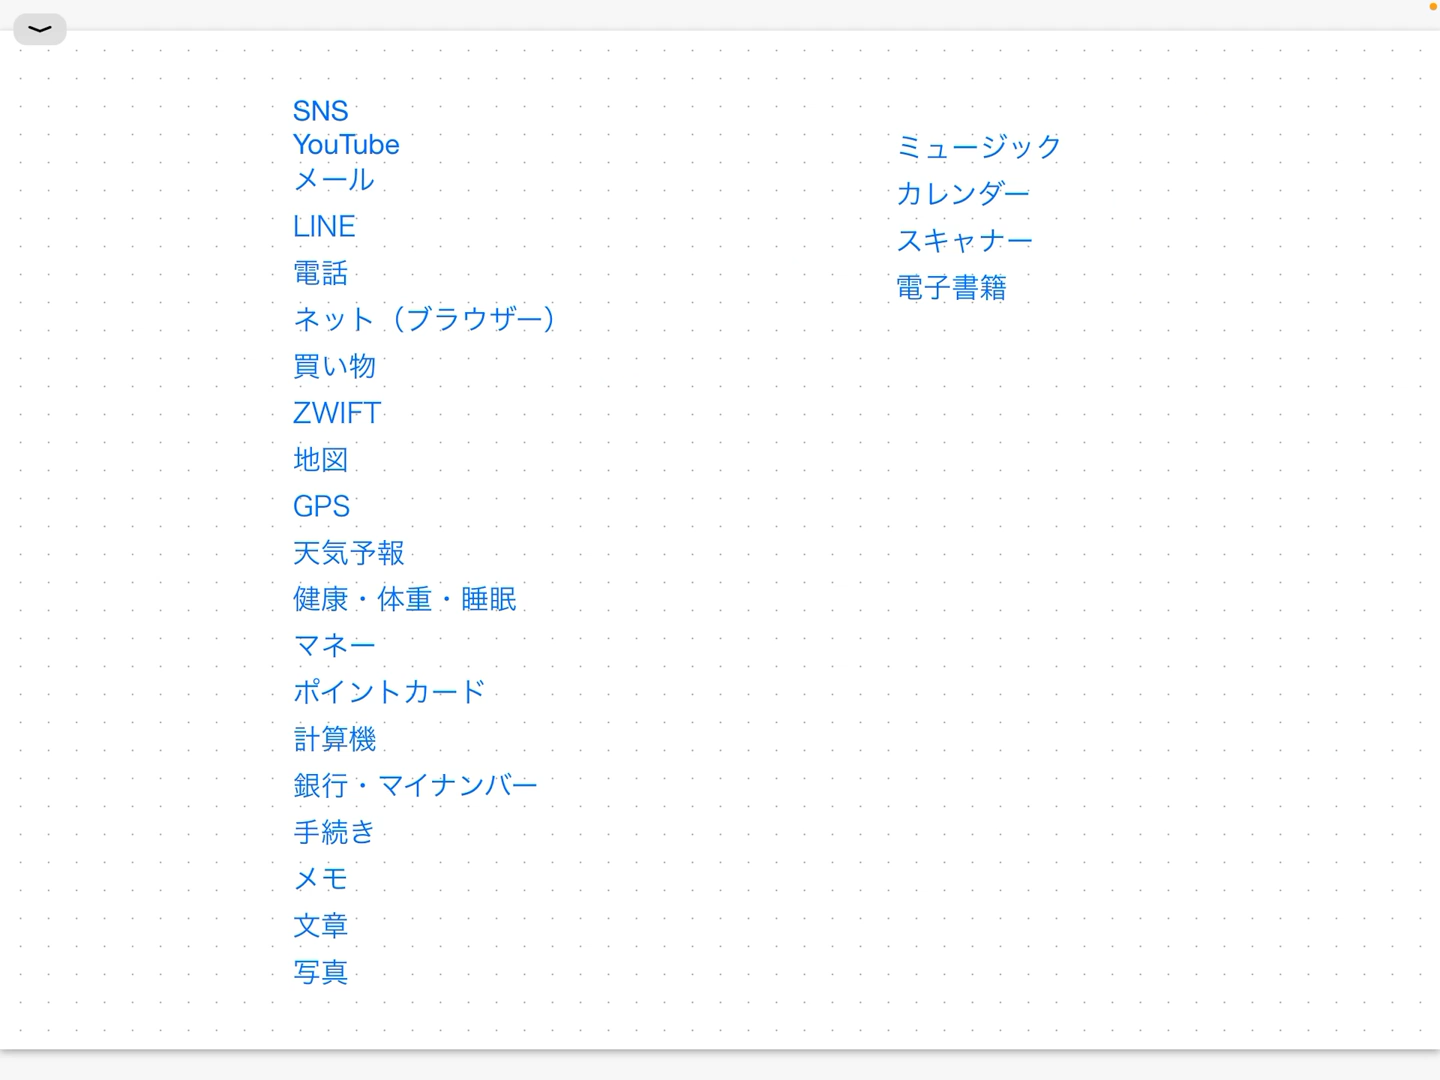 SNS
YouTube
メール
LINE
電話
ネット（ブラウザー）
買い物
ZWIFT
地図
GPS
天気予報
健康・体重・睡眠
マネー
ポイントカード
計算機
銀行・マイナンバー
手続き
メモ
文章
写真
ミュージック
カレンダー
スキャナー
電子書籍